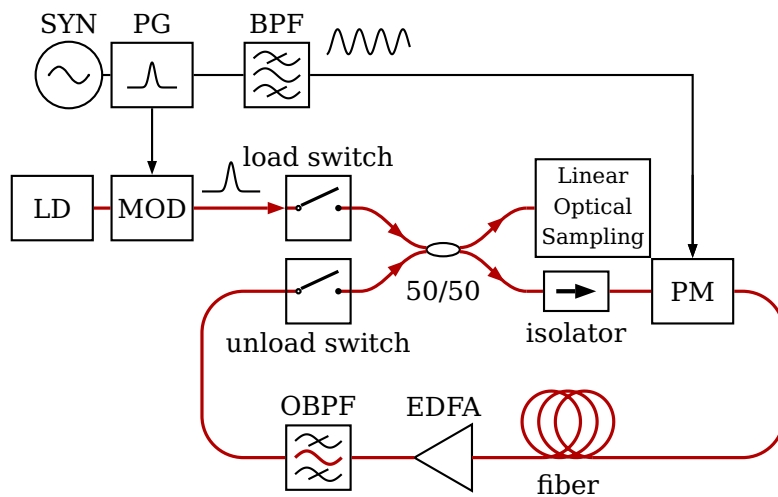 SYN
PG
BPF
load switch
LD
MOD
Linear
Optical
Sampling
50/50
unload switch
isolator
PM
OBPF
EDFA
fiber